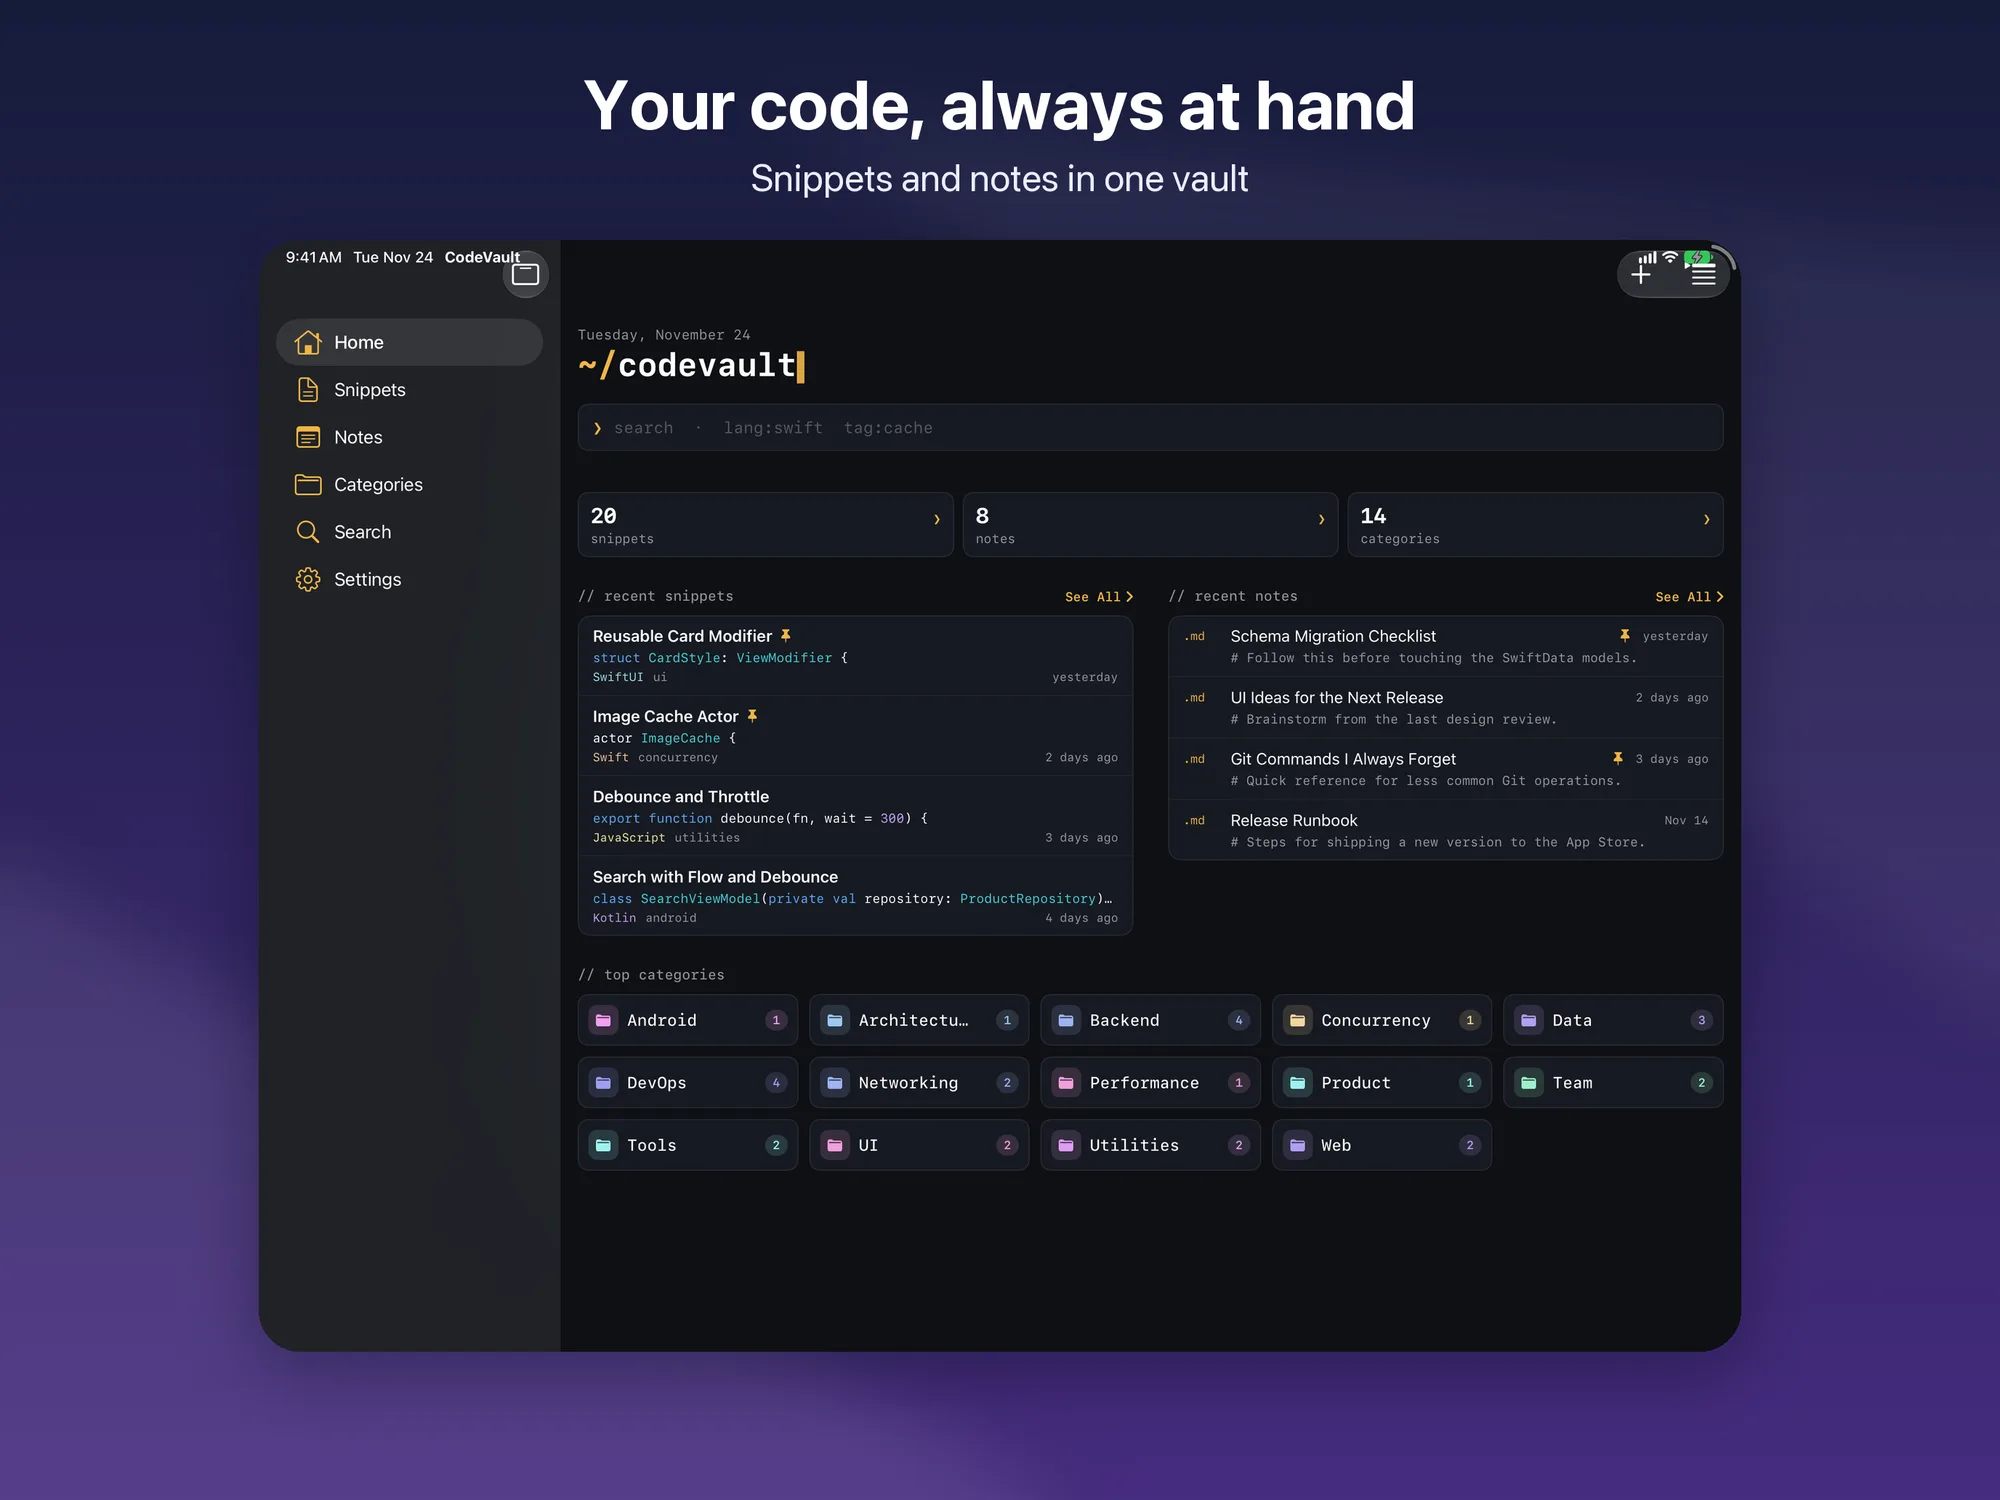 Your code, always at hand
Snippets and notes in one vault
9:41 AM Tue Nov 24 CodeVault
Home
Snippets
Notes
Categories
Search
Settings
Tuesday, November 24
~/codevault
❯ search · lang:swift tag:cache
20
snippets
8
notes
14
categories
// recent snippets
See All
Reusable Card Modifier
struct CardStyle: ViewModifier {
SwiftUI ui
yesterday
Image Cache Actor
actor ImageCache {
Swift concurrency
2 days ago
Debounce and Throttle
export function debounce(fn, wait = 300) {
JavaScript utilities
3 days ago
Search with Flow and Debounce
class SearchViewModel(private val repository: ProductRepository)…
Kotlin android
4 days ago
// recent notes
See All
.md Schema Migration Checklist yesterday
# Follow this before touching the SwiftData models.
.md UI Ideas for the Next Release 2 days ago
# Brainstorm from the last design review.
.md Git Commands I Always Forget 3 days ago
# Quick reference for less common Git operations.
.md Release Runbook Nov 14
# Steps for shipping a new version to the App Store.
// top categories
Android 1
Architectu… 1
Backend 4
Concurrency 1
Data 3
DevOps 4
Networking 2
Performance 1
Product 1
Team 2
Tools 2
UI 2
Utilities 2
Web 2